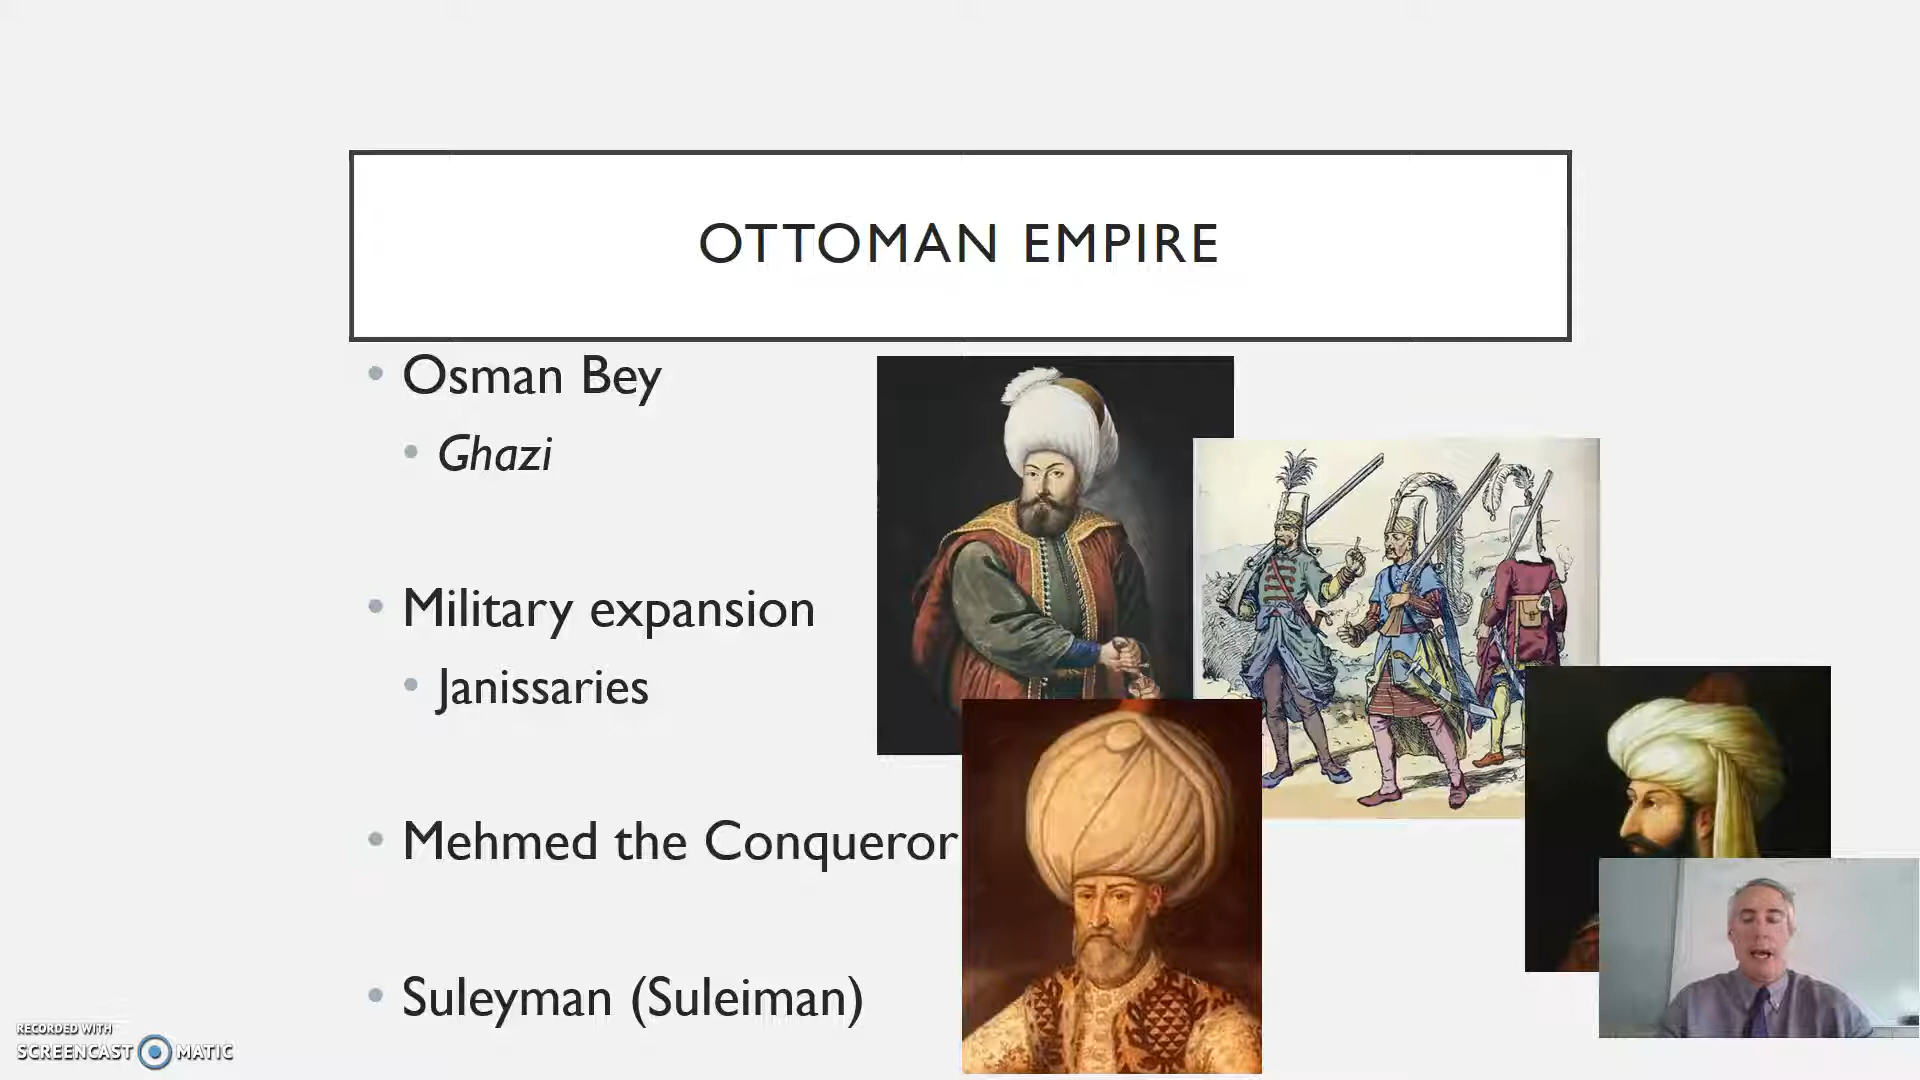 OTTOMAN EMPIRE
Osman Bey
Ghazi
Military expansion
Janissaries
Mehmed the Conqueror
Suleyman (Suleiman)
RECORDED WITH
SCREENCAST MATIC